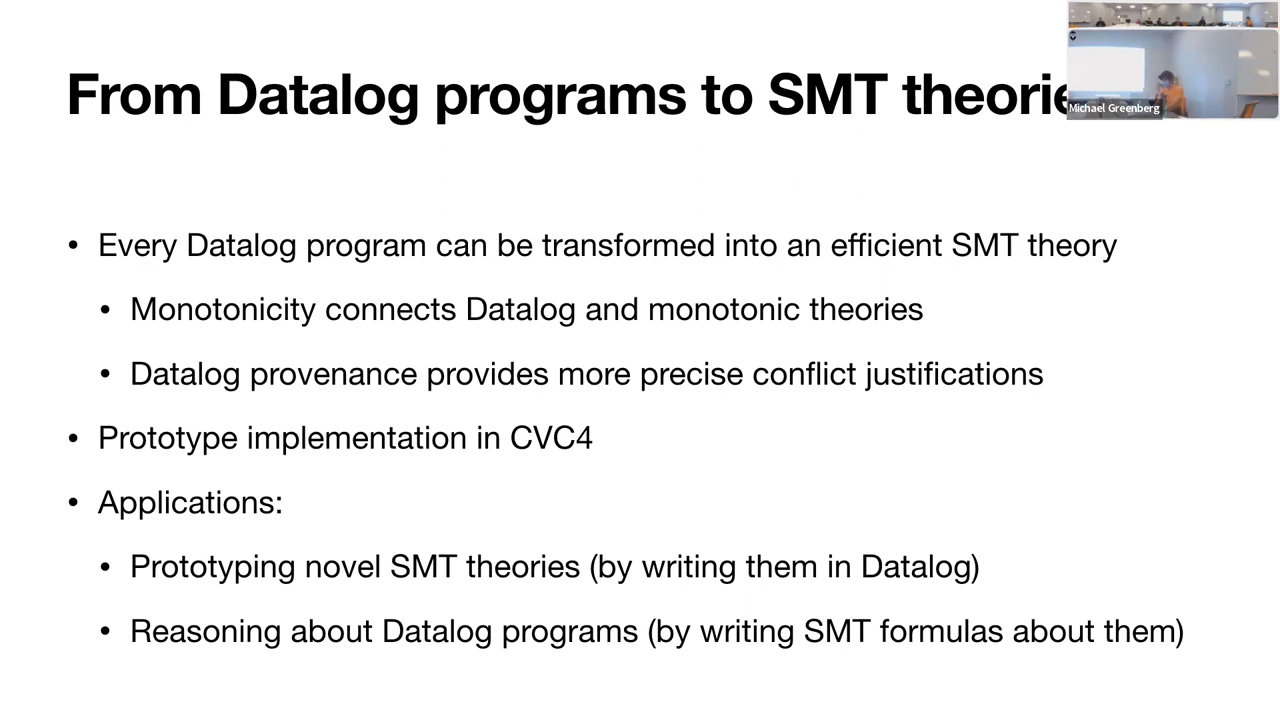 From Datalog programs to SMT theorie
Michael Greenberg
• Every Datalog program can be transformed into an efficient SMT theory
• Monotonicity connects Datalog and monotonic theories
• Datalog provenance provides more precise conflict justifications
• Prototype implementation in CVC4
• Applications:
• Prototyping novel SMT theories (by writing them in Datalog)
• Reasoning about Datalog programs (by writing SMT formulas about them)